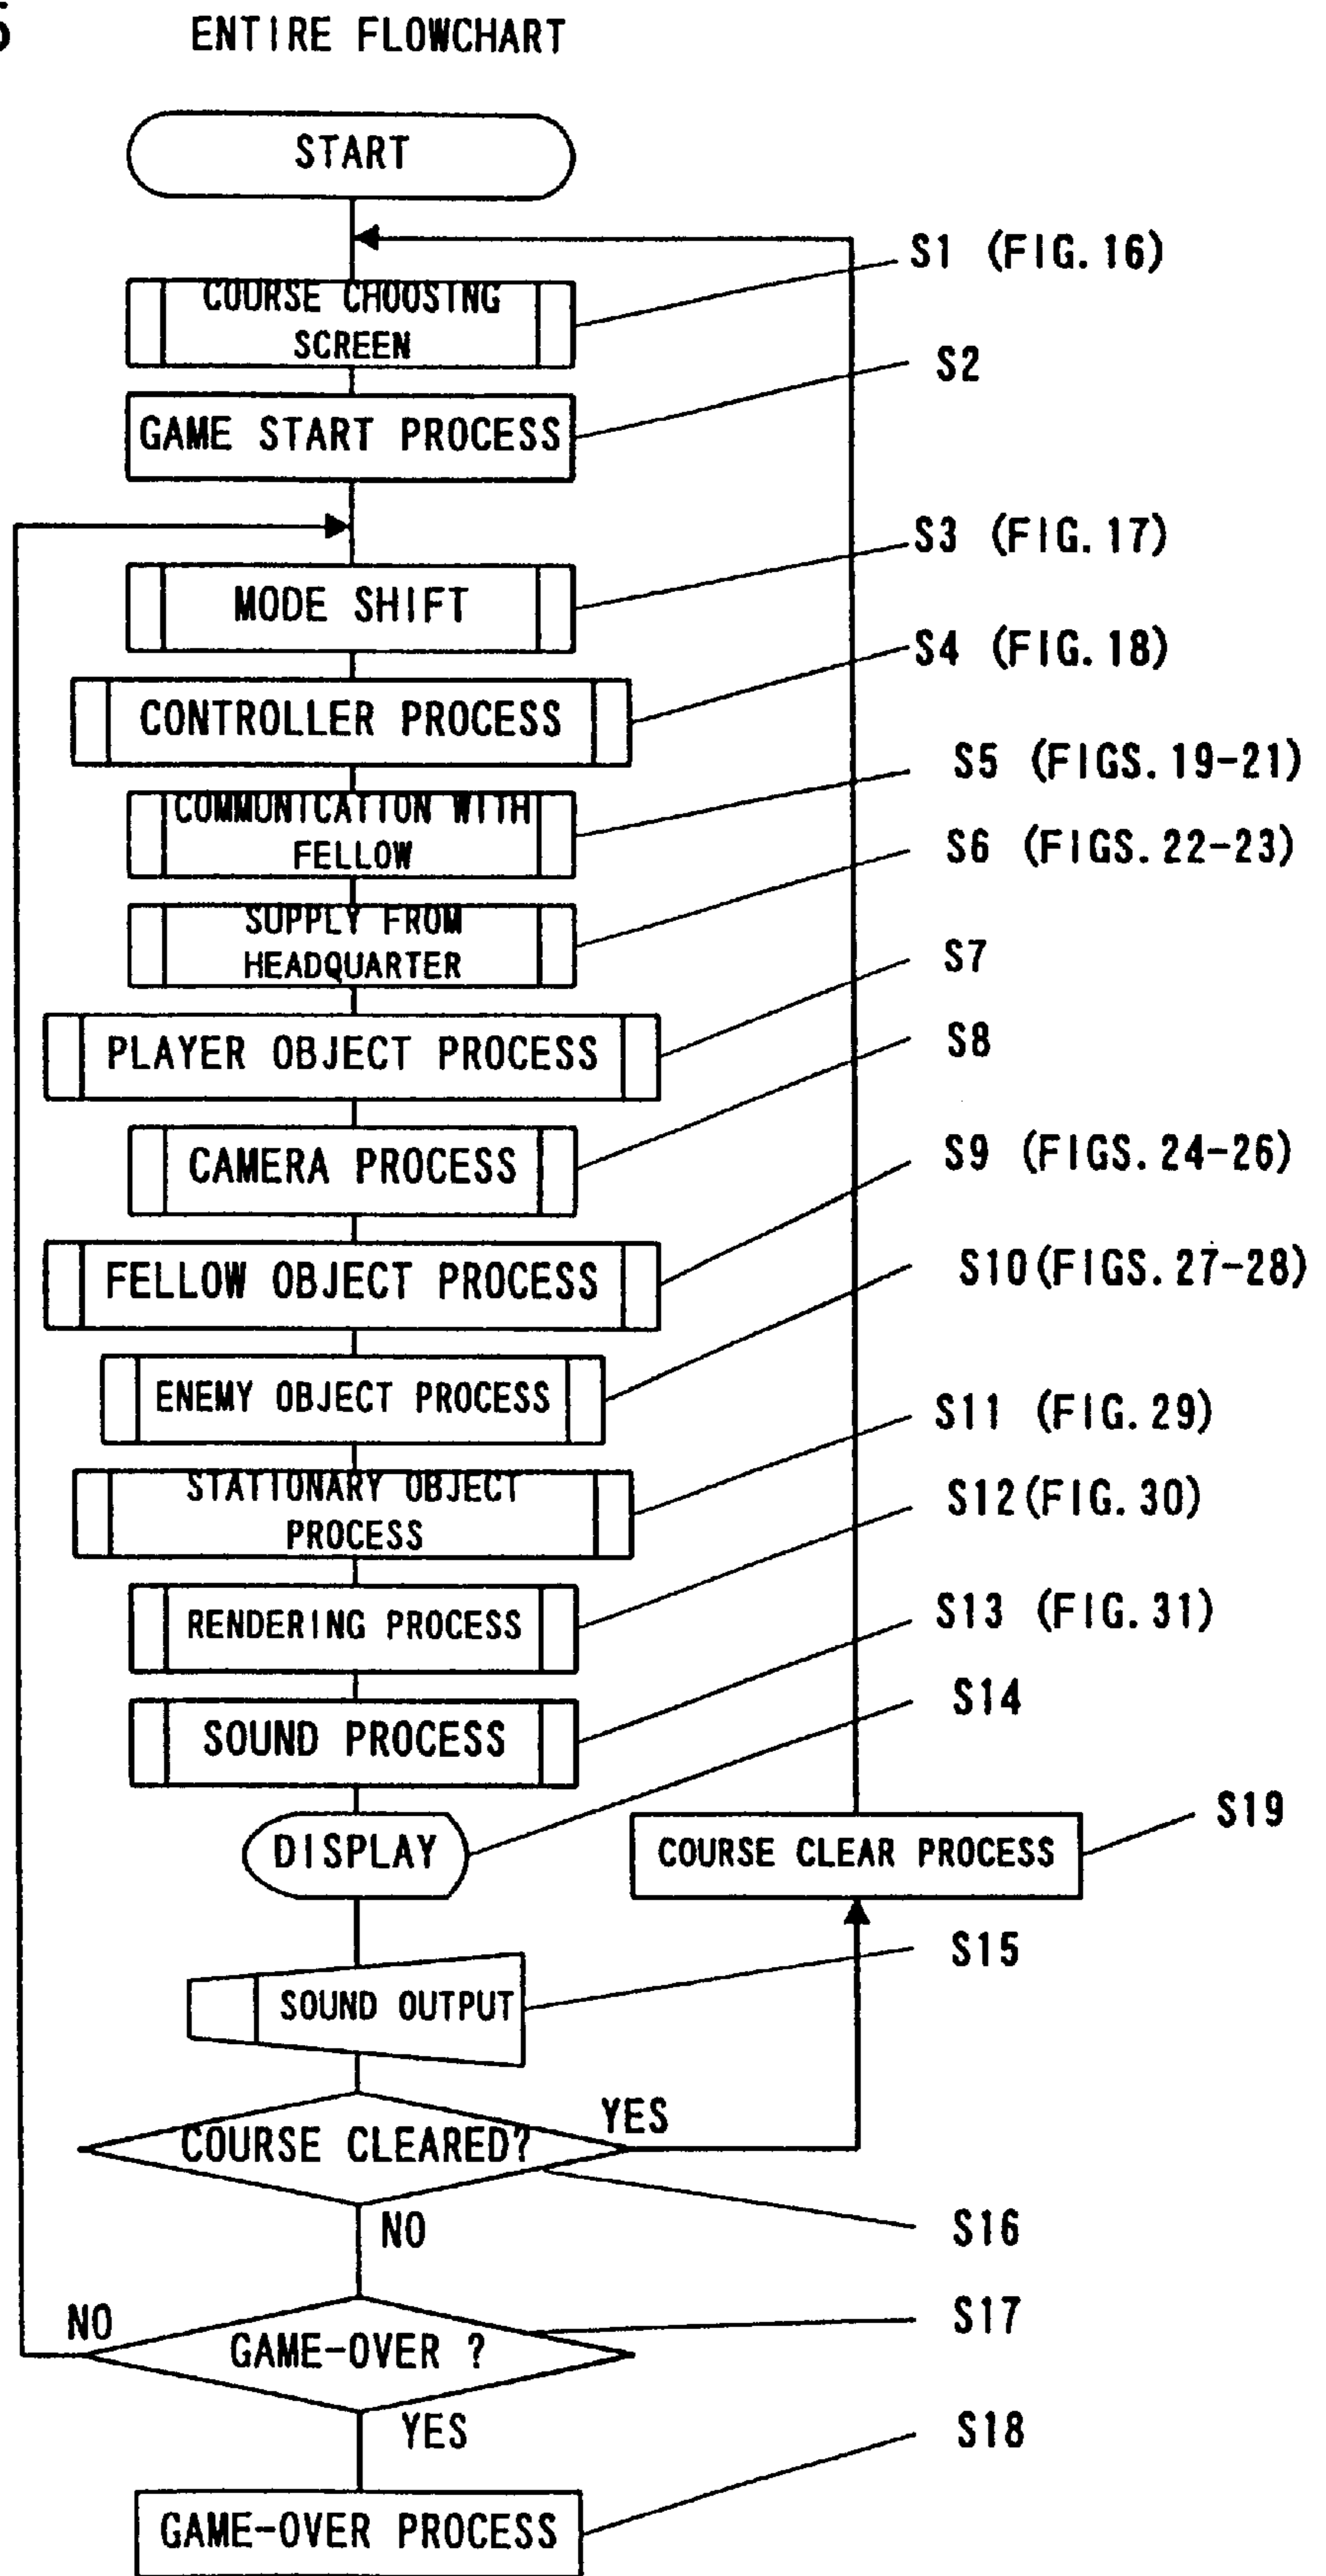 5
ENTIRE FLOWCHART
START
S1 (FIG.16)
COURSE CHOOSING
SCREEN
S2
GAME START PROCESS
S3 (FIG.17)
MODE SHIFT
S4 (FIG.18)
CONTROLLER PROCESS
S5 (FIGS.19-21)
COMMUNICATION WITH
FELLOW
S6 (FIGS.22-23)
SUPPLY FROM
HEADQUARTER
S7
PLAYER OBJECT PROCESS
S8
CAMERA PROCESS
S9 (FIGS.24-26)
FELLOW OBJECT PROCESS
S10(FIGS.27-28)
ENEMY OBJECT PROCESS
S11 (FIG.29)
STATIONARY OBJECT
PROCESS
S12(FIG.30)
RENDERING PROCESS
S13 (FIG.31)
SOUND PROCESS
S14
DISPLAY
S19
COURSE CLEAR PROCESS
S15
SOUND OUTPUT
YES
COURSE CLEARED?
S16
NO
S17
NO
GAME-OVER ?
YES
S18
GAME-OVER PROCESS